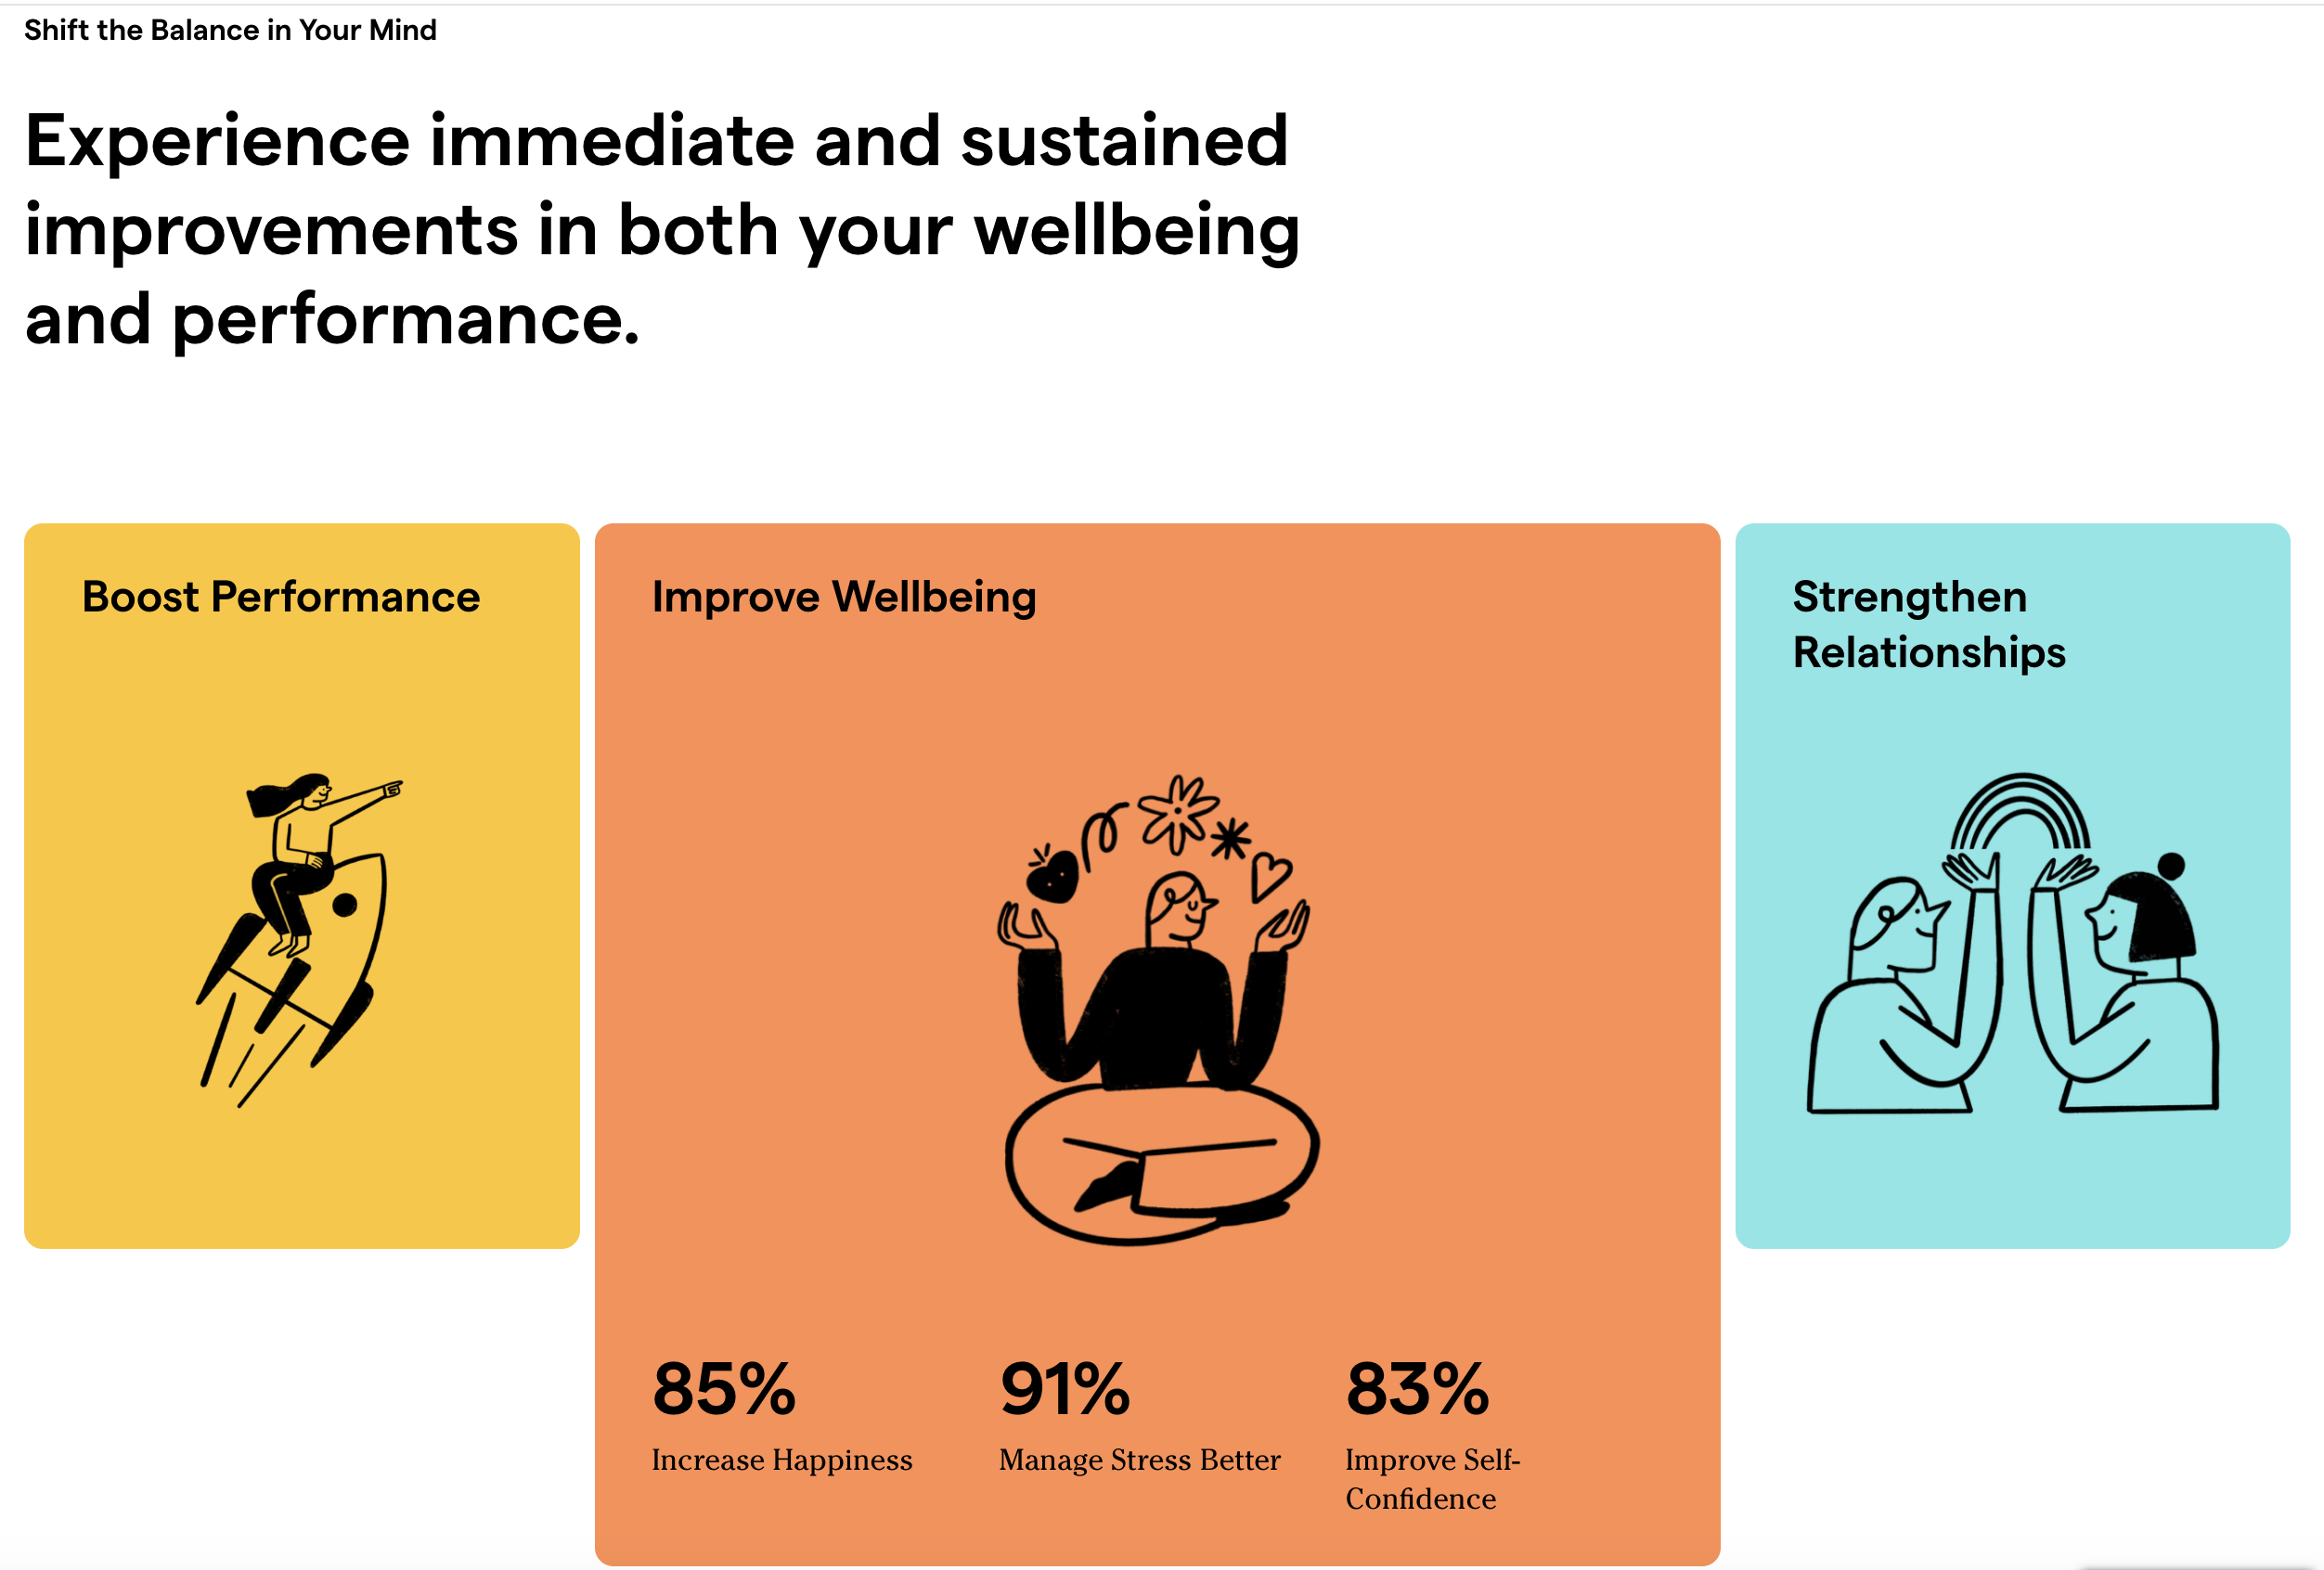 Shift the Balance in Your Mind
Experience immediate and sustained
improvements in both your wellbeing
and performance.
Boost Performance
Improve Wellbeing
85%
Increase Happiness
91%
Manage Stress Better
83%
Improve Self-
Confidence
Strengthen
Relationships